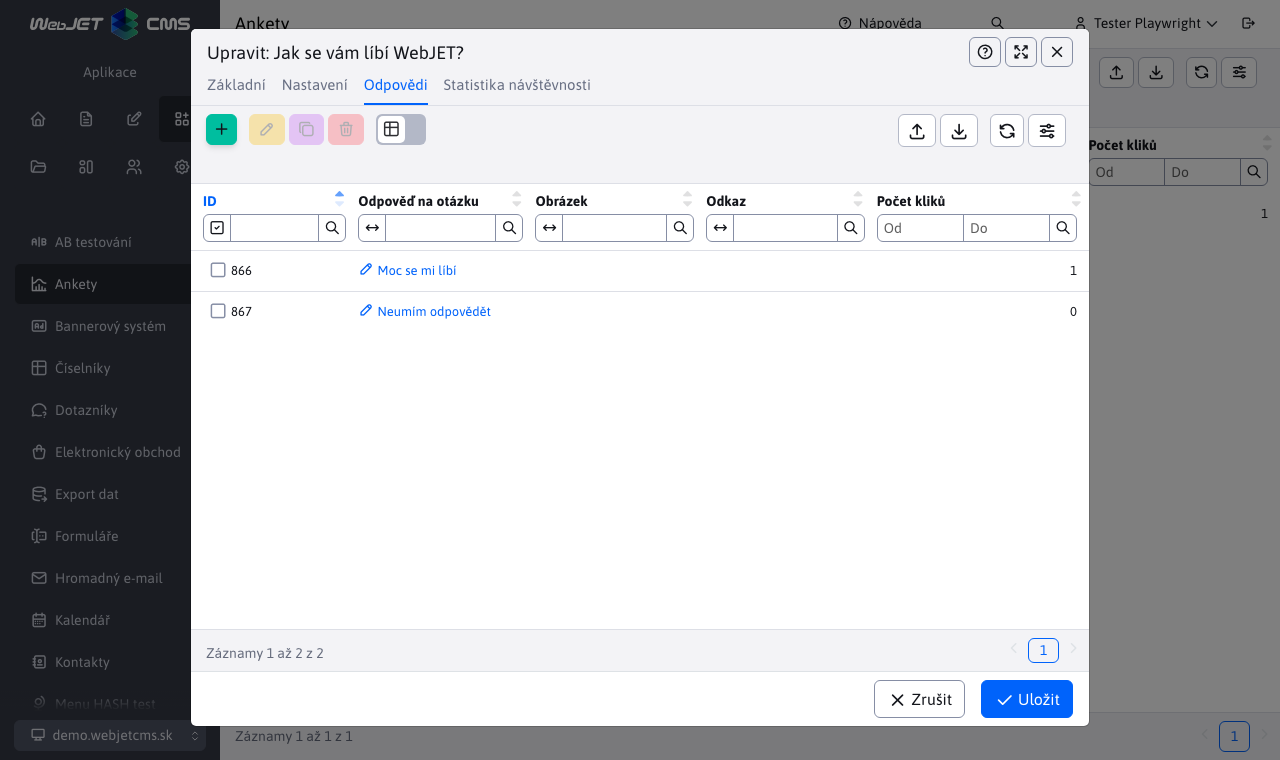 WebJET CMS
Ankety
Nápověda
Tester Playwright
Aplikace
AB testování
Ankety
Bannerový systém
Číselníky
Dotazníky
Elektronický obchod
Export dat
Formuláře
Hromadný e-mail
Kalendář
Kontakty
Menu HASH test
demo.webjetcms.sk
Upravit: Jak se vám líbí WebJET?
Základní Nastavení Odpovědi Statistika návštěvnosti
ID Odpověď na otázku Obrázek Odkaz Počet kliků
Od Do
866 Moc se mi líbí 1
867 Neumím odpovědět 0
Záznamy 1 až 2 z 2
1
Zrušit Uložit
Počet kliků
Od Do
1
Záznamy 1 až 1 z 1
1